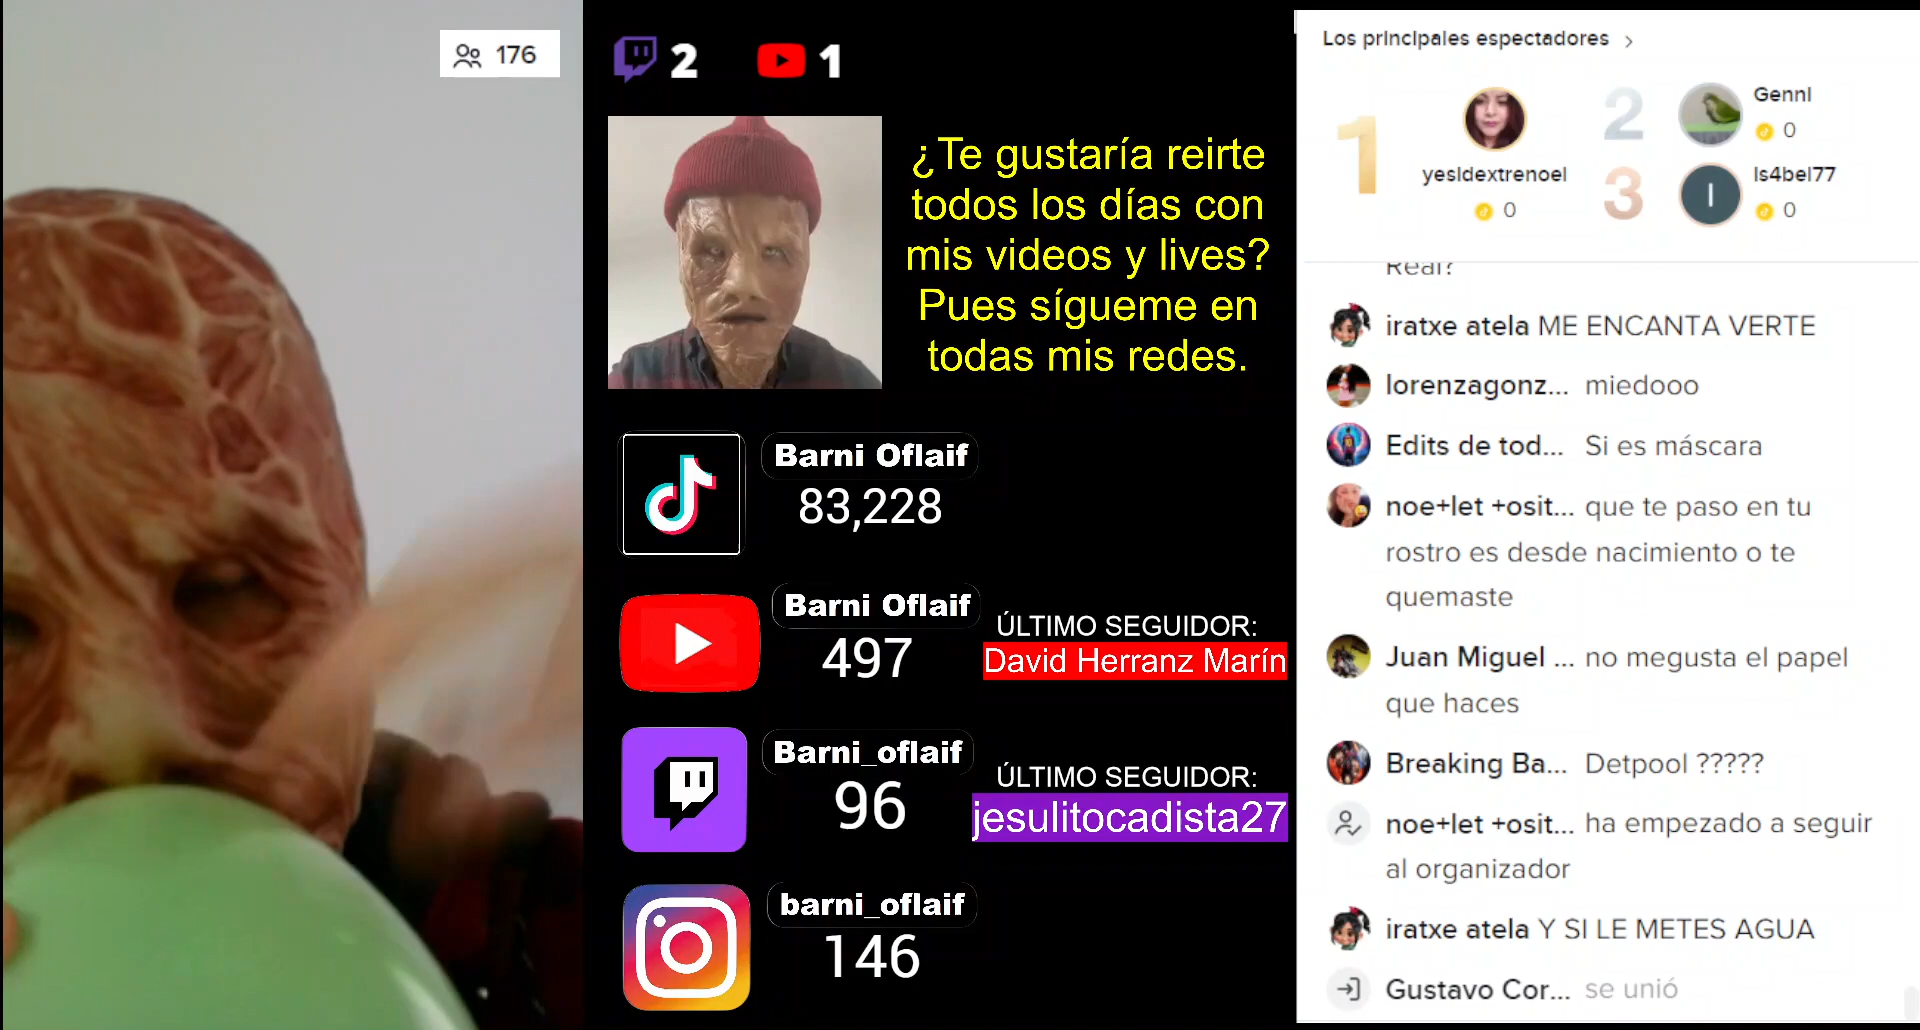 176
2
1
¿Te gustaría reirte
todos los días con
mis videos y lives?
Pues sígueme en
todas mis redes.
Barni Oflaif
83,228
Barni Oflaif
497
ÚLTIMO SEGUIDOR:
David Herranz Marín
Barni_oflaif
96
ÚLTIMO SEGUIDOR:
jesulitocadista27
barni_oflaif
146
Los principales espectadores
1
yesIdextrenoel
0
2
Genni
0
3
I
Is4bel77
0
Real?
iratxe atela ME ENCANTA VERTE
lorenzagonz... miedooo
Edits de tod... Si es máscara
noe+let +osit... que te paso en tu
rostro es desde nacimiento o te
quemaste
Juan Miguel ... no megusta el papel
que haces
Breaking Ba... Detpool ?????
noe+let +osit... ha empezado a seguir
al organizador
iratxe atela Y SI LE METES AGUA
Gustavo Cor... se unió